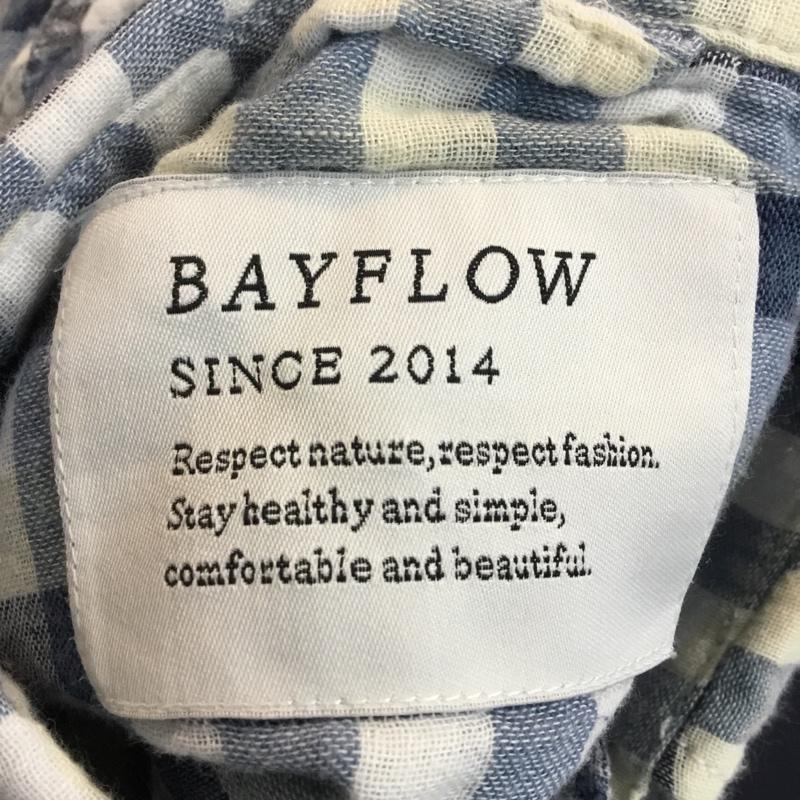 BAYFLOW
SINCE 2014
Respect nature, respect fashion.
Stay healthy and simple,
comfortable and beautiful.